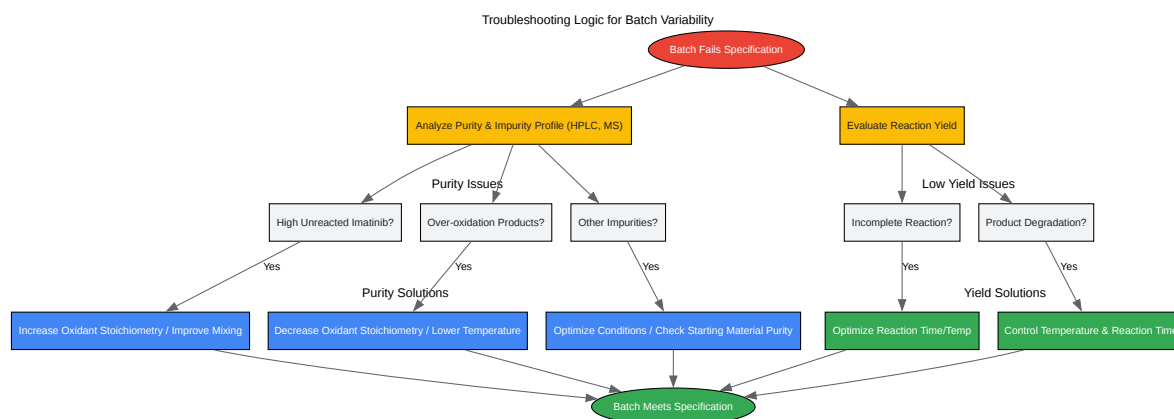 Troubleshooting Logic for Batch Variability
Batch Fails Specification
Analyze Purity & Impurity Profile (HPLC, MS)
Evaluate Reaction Yield
Purity Issues
Low Yield Issues
High Unreacted Imatinib?
Over-oxidation Products?
Other Impurities?
Incomplete Reaction?
Product Degradation?
Yes
Yes
Yes
Yes
Yes
Purity Solutions
Yield Solutions
Increase Oxidant Stoichiometry / Improve Mixing
Decrease Oxidant Stoichiometry / Lower Temperature
Optimize Conditions / Check Starting Material Purity
Optimize Reaction Time/Temp
Control Temperature & Reaction Time
Batch Meets Specification